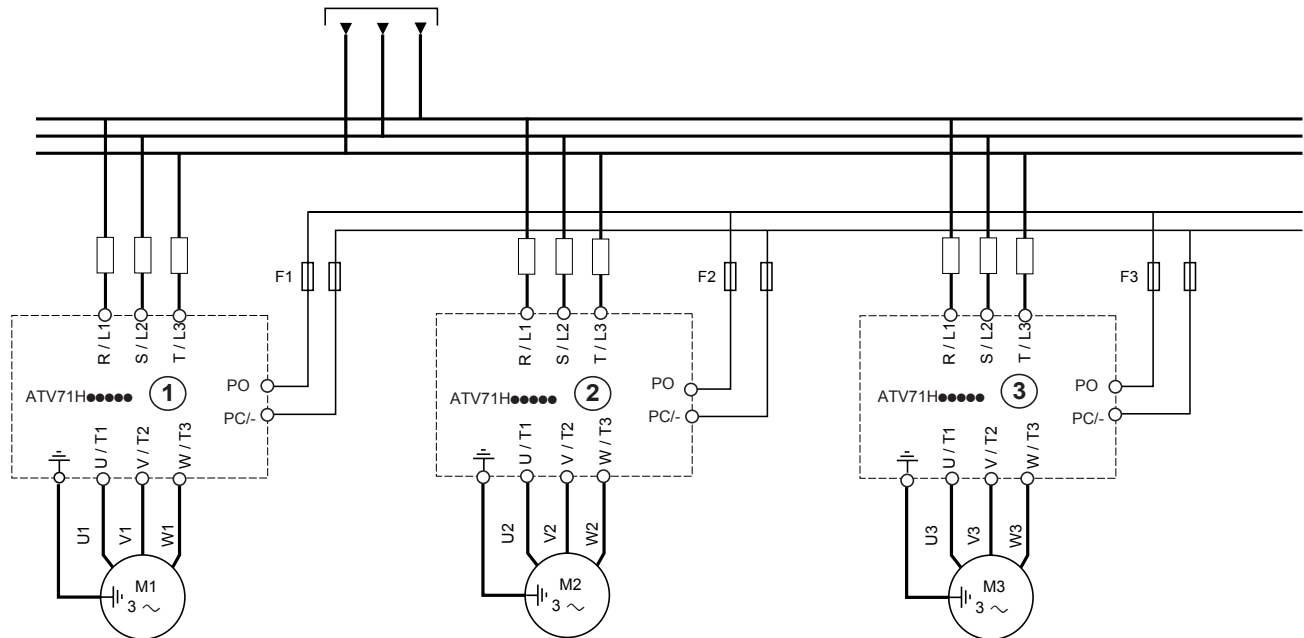 F1
F2
F3
R / L1
S / L2
T / L3
R / L1
S / L2
T / L3
R / L1
S / L2
T / L3
ATV71H●●●●●
1
PO
PC/-
ATV71H●●●●●
2
PO
PC/-
ATV71H●●●●●
3
PO
PC/-
U / T1
V / T2
W / T3
U / T1
V / T2
W / T3
U / T1
V / T2
W / T3
U1
V1
W1
U2
V2
W2
U3
V3
W3
M1
3 ~
M2
3 ~
M3
3 ~